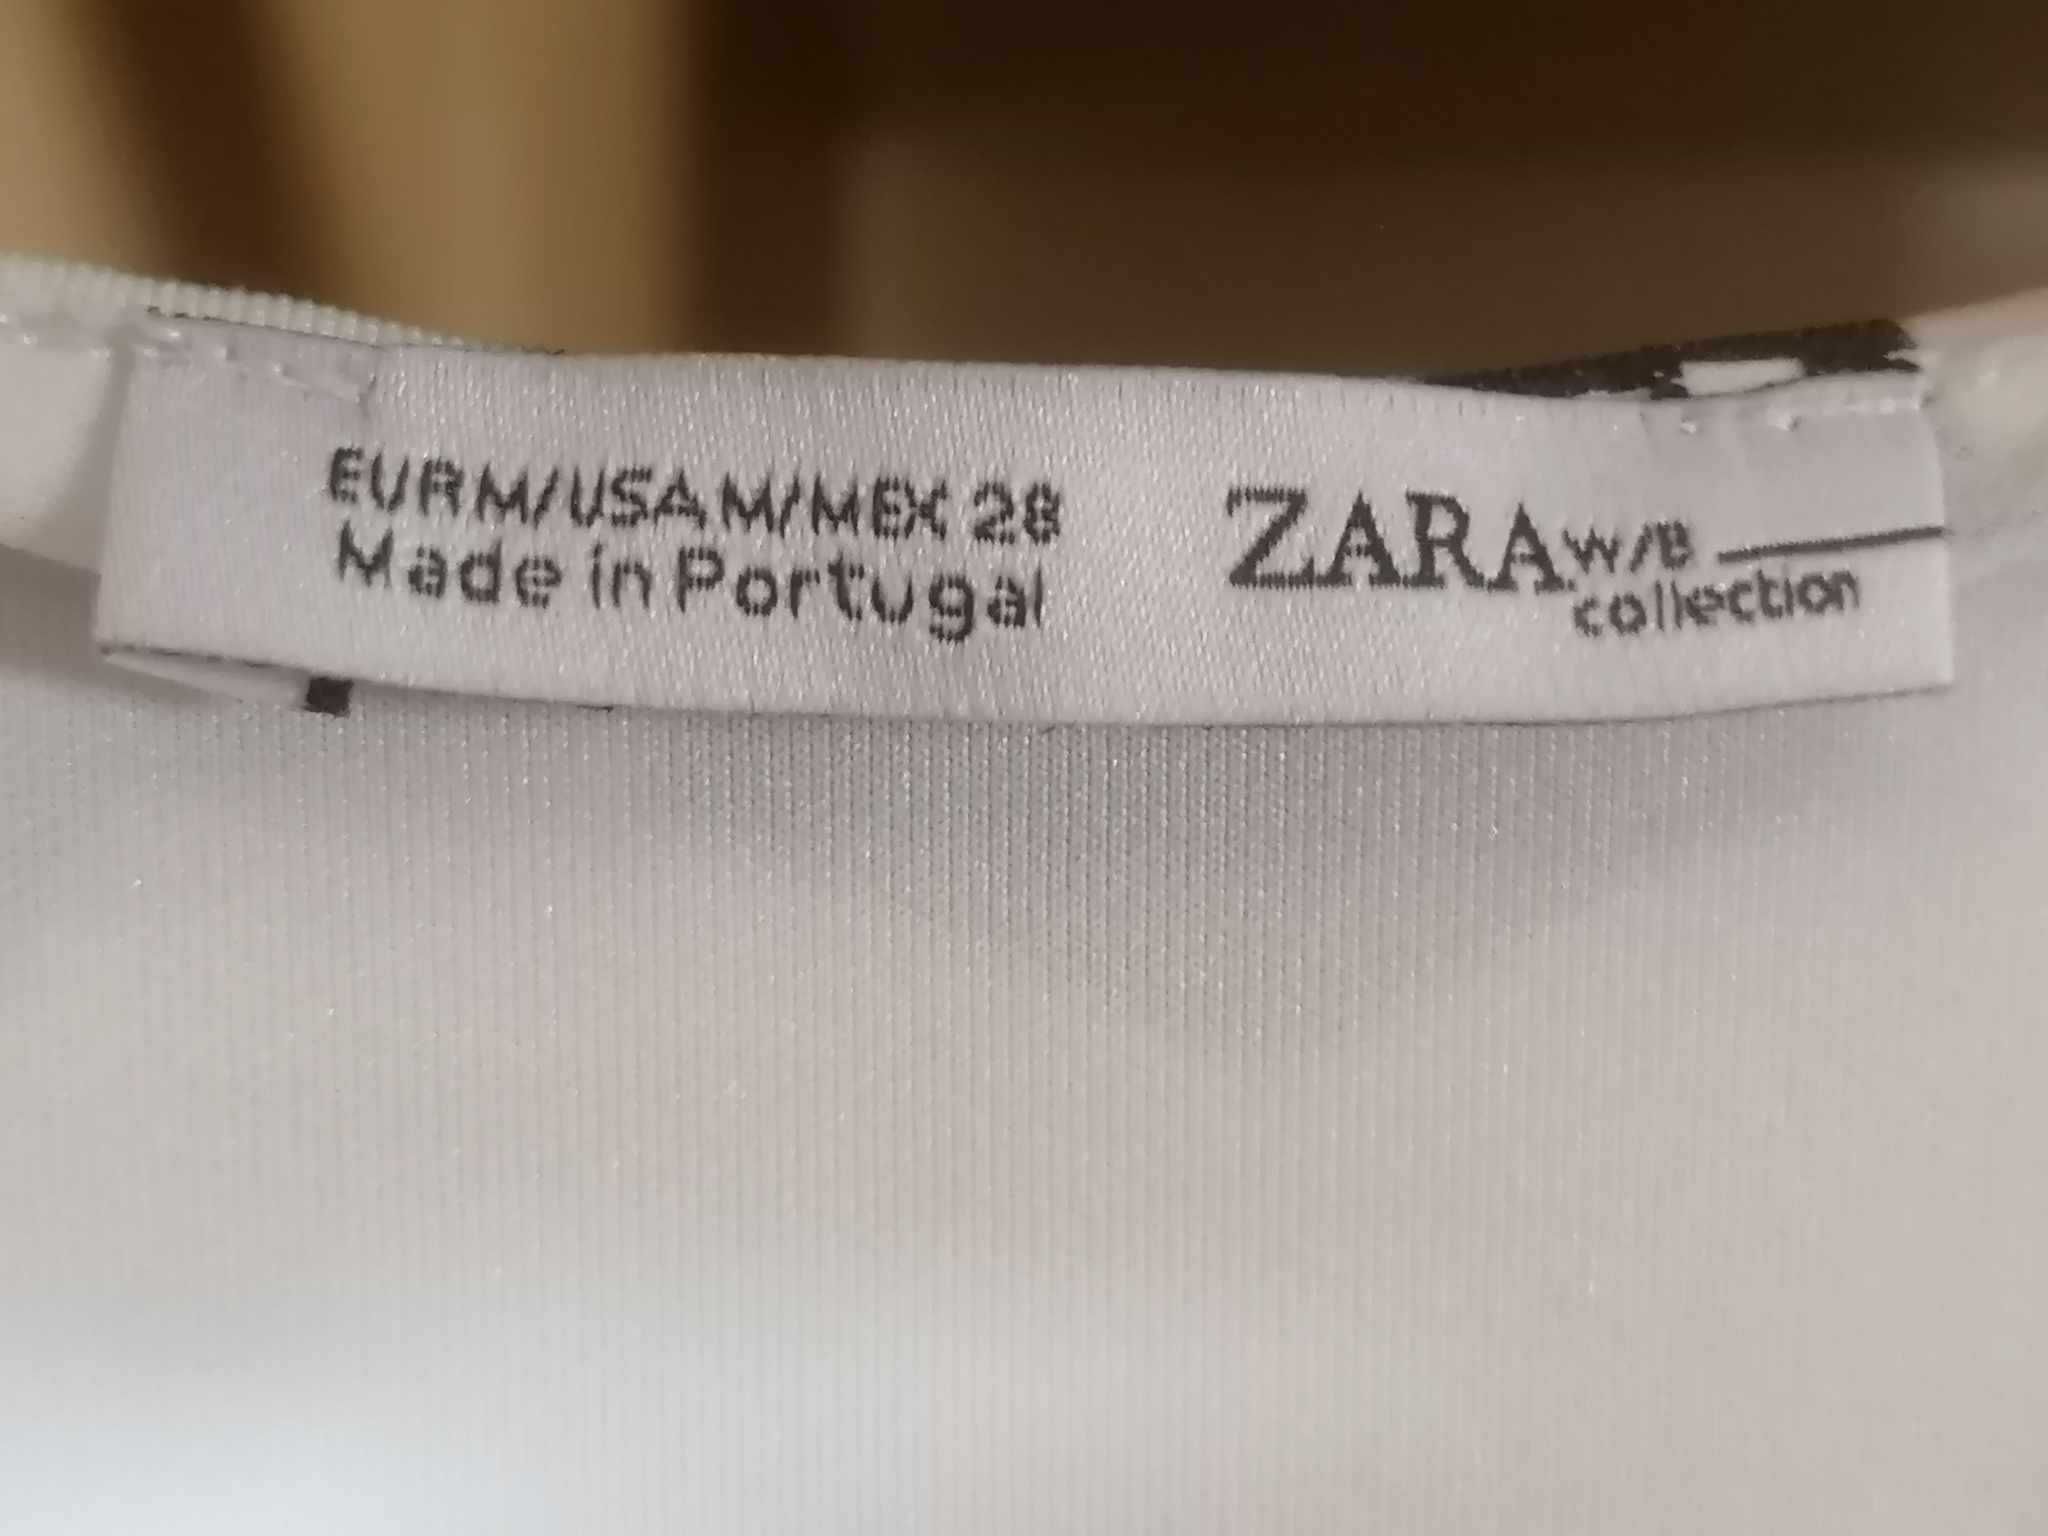 EUR M/USA M/MEX 28
Made in Portugal
ZARA W/B
collection